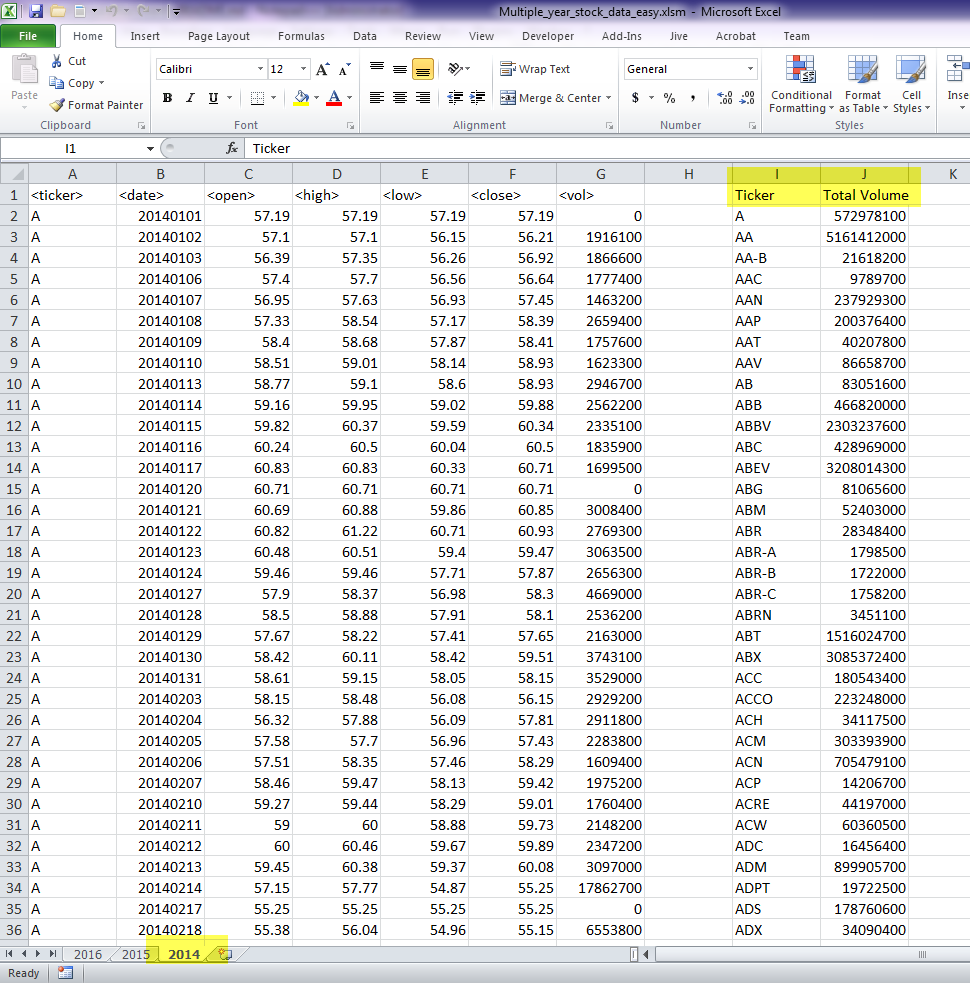 Multiple_year_stock_data_easy.xlsm - Microsoft Excel
File Home Insert Page Layout Formulas Data Review View Developer Add-Ins Jive Acrobat Team
Paste Cut Copy Format Painter Clipboard
Calibri 12 A A B I U A Font
Wrap Text Merge & Center Alignment
General $ % , .00 .00 Number
Conditional Formatting Format as Table Cell Styles Styles
Inse
I1 fx Ticker
A B C D E F G H I J K
1 <ticker> <date> <open> <high> <low> <close> <vol> Ticker Total Volume
2 A 20140101 57.19 57.19 57.19 57.19 0 A 572978100
3 A 20140102 57.1 57.1 56.15 56.21 1916100 AA 5161412000
4 A 20140103 56.39 57.35 56.26 56.92 1866600 AA-B 21618200
5 A 20140106 57.4 57.7 56.56 56.64 1777400 AAC 9789700
6 A 20140107 56.95 57.63 56.93 57.45 1463200 AAN 237929300
7 A 20140108 57.33 58.54 57.17 58.39 2659400 AAP 200376400
8 A 20140109 58.4 58.68 57.87 58.41 1757600 AAT 40207800
9 A 20140110 58.51 59.01 58.14 58.93 1623300 AAV 86658700
10 A 20140113 58.77 59.1 58.6 58.93 2946700 AB 83051600
11 A 20140114 59.16 59.95 59.02 59.88 2562200 ABB 466820000
12 A 20140115 59.82 60.37 59.59 60.34 2335100 ABBV 2303237600
13 A 20140116 60.24 60.5 60.04 60.5 1835900 ABC 428969000
14 A 20140117 60.83 60.83 60.33 60.71 1699500 ABEV 3208014300
15 A 20140120 60.71 60.71 60.71 60.71 0 ABG 81065600
16 A 20140121 60.69 60.88 59.86 60.85 3008400 ABM 52403000
17 A 20140122 60.82 61.22 60.71 60.93 2769300 ABR 28348400
18 A 20140123 60.48 60.51 59.4 59.47 3063500 ABR-A 1798500
19 A 20140124 59.46 59.46 57.71 57.87 2656300 ABR-B 1722000
20 A 20140127 57.9 58.37 56.98 58.3 4669000 ABR-C 1758200
21 A 20140128 58.5 58.88 57.91 58.1 2536200 ABRN 3451100
22 A 20140129 57.67 58.22 57.41 57.65 2163000 ABT 1516024700
23 A 20140130 58.42 60.11 58.42 59.51 3743100 ABX 3085372400
24 A 20140131 58.61 59.15 58.05 58.15 3529000 ACC 180543400
25 A 20140203 58.15 58.48 56.08 56.15 2929200 ACCO 223248000
26 A 20140204 56.32 57.88 56.09 57.81 2911800 ACH 34117500
27 A 20140205 57.58 57.7 56.96 57.43 2283800 ACM 303393900
28 A 20140206 57.51 58.35 57.46 58.29 1609400 ACN 705479100
29 A 20140207 58.46 59.47 58.13 59.42 1975200 ACP 14206700
30 A 20140210 59.27 59.44 58.29 59.01 1760400 ACRE 44197000
31 A 20140211 59 60 58.88 59.73 2148200 ACW 60360500
32 A 20140212 60 60.46 59.67 59.89 2347200 ADC 16456400
33 A 20140213 59.45 60.38 59.37 60.08 3097000 ADM 899905700
34 A 20140214 57.15 57.77 54.87 55.25 17862700 ADPT 19722500
35 A 20140217 55.25 55.25 55.25 55.25 0 ADS 178760600
36 A 20140218 55.38 56.04 54.96 55.15 6553800 ADX 34090400
2016 2015 2014
Ready